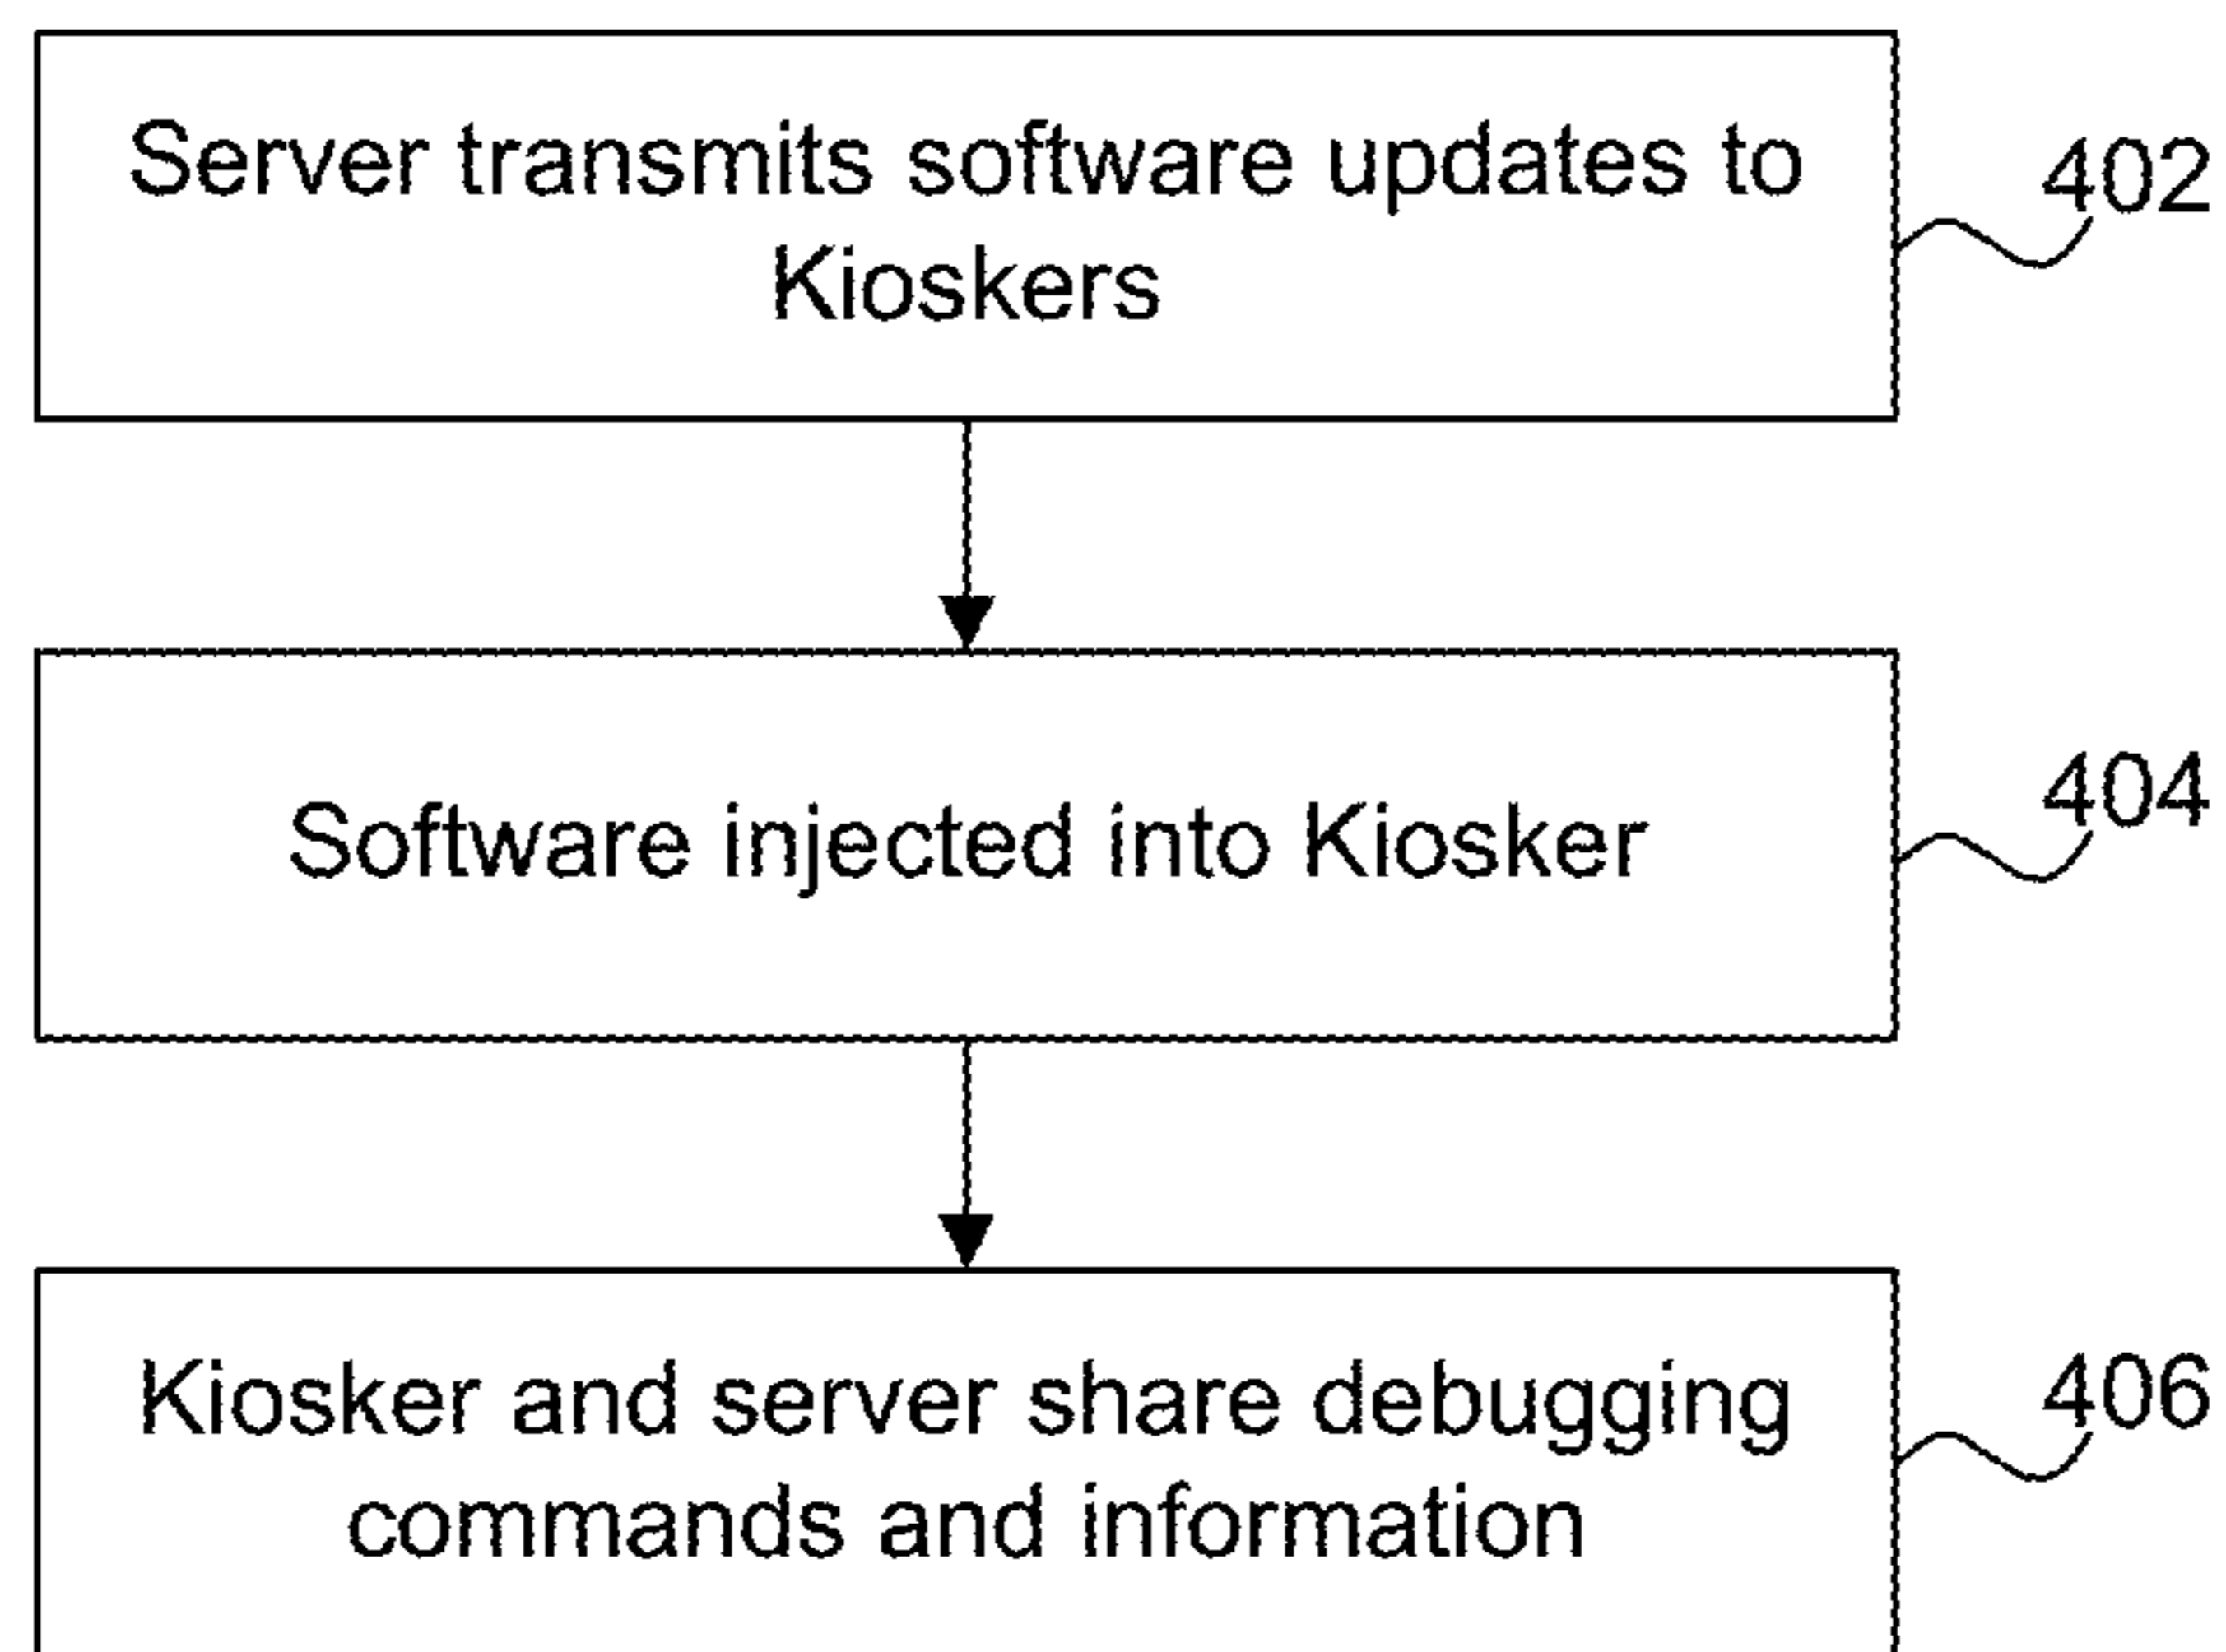 Server transmits software updates to
Kioskers
402
Software injected into Kiosker
404
Kiosker and server share debugging
commands and information
406